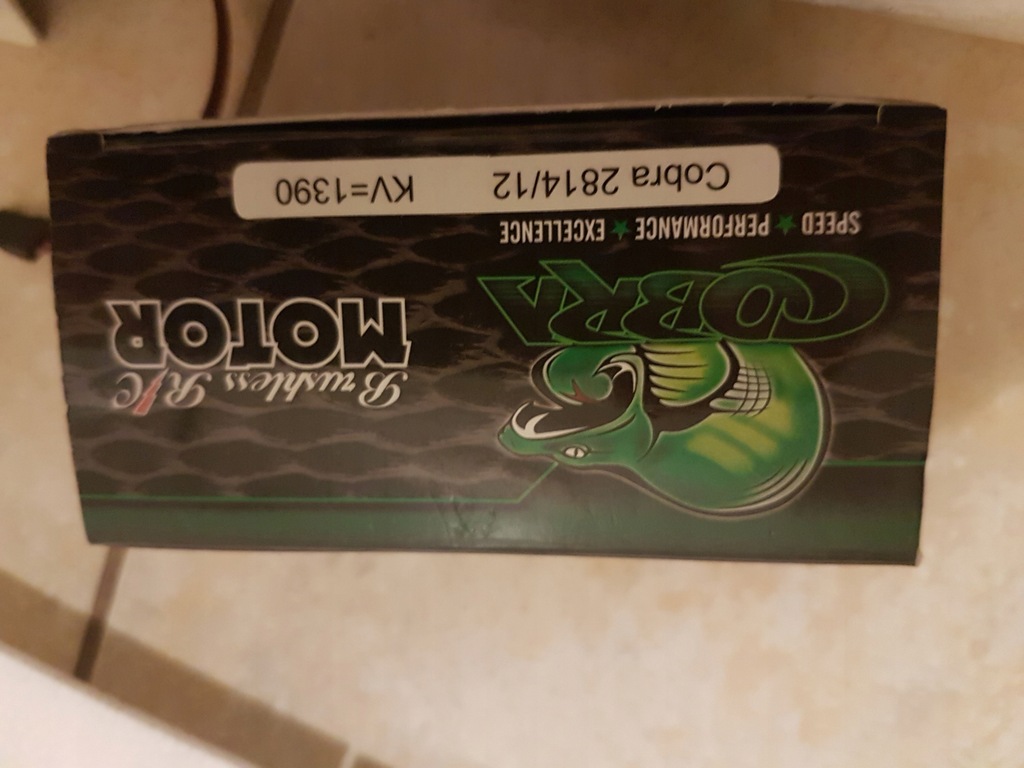 Brushless R/C
MOTOR
COBRA
SPEED ★ PERFORMANCE ★ EXCELLENCE
Cobra 2814/12 KV=1390